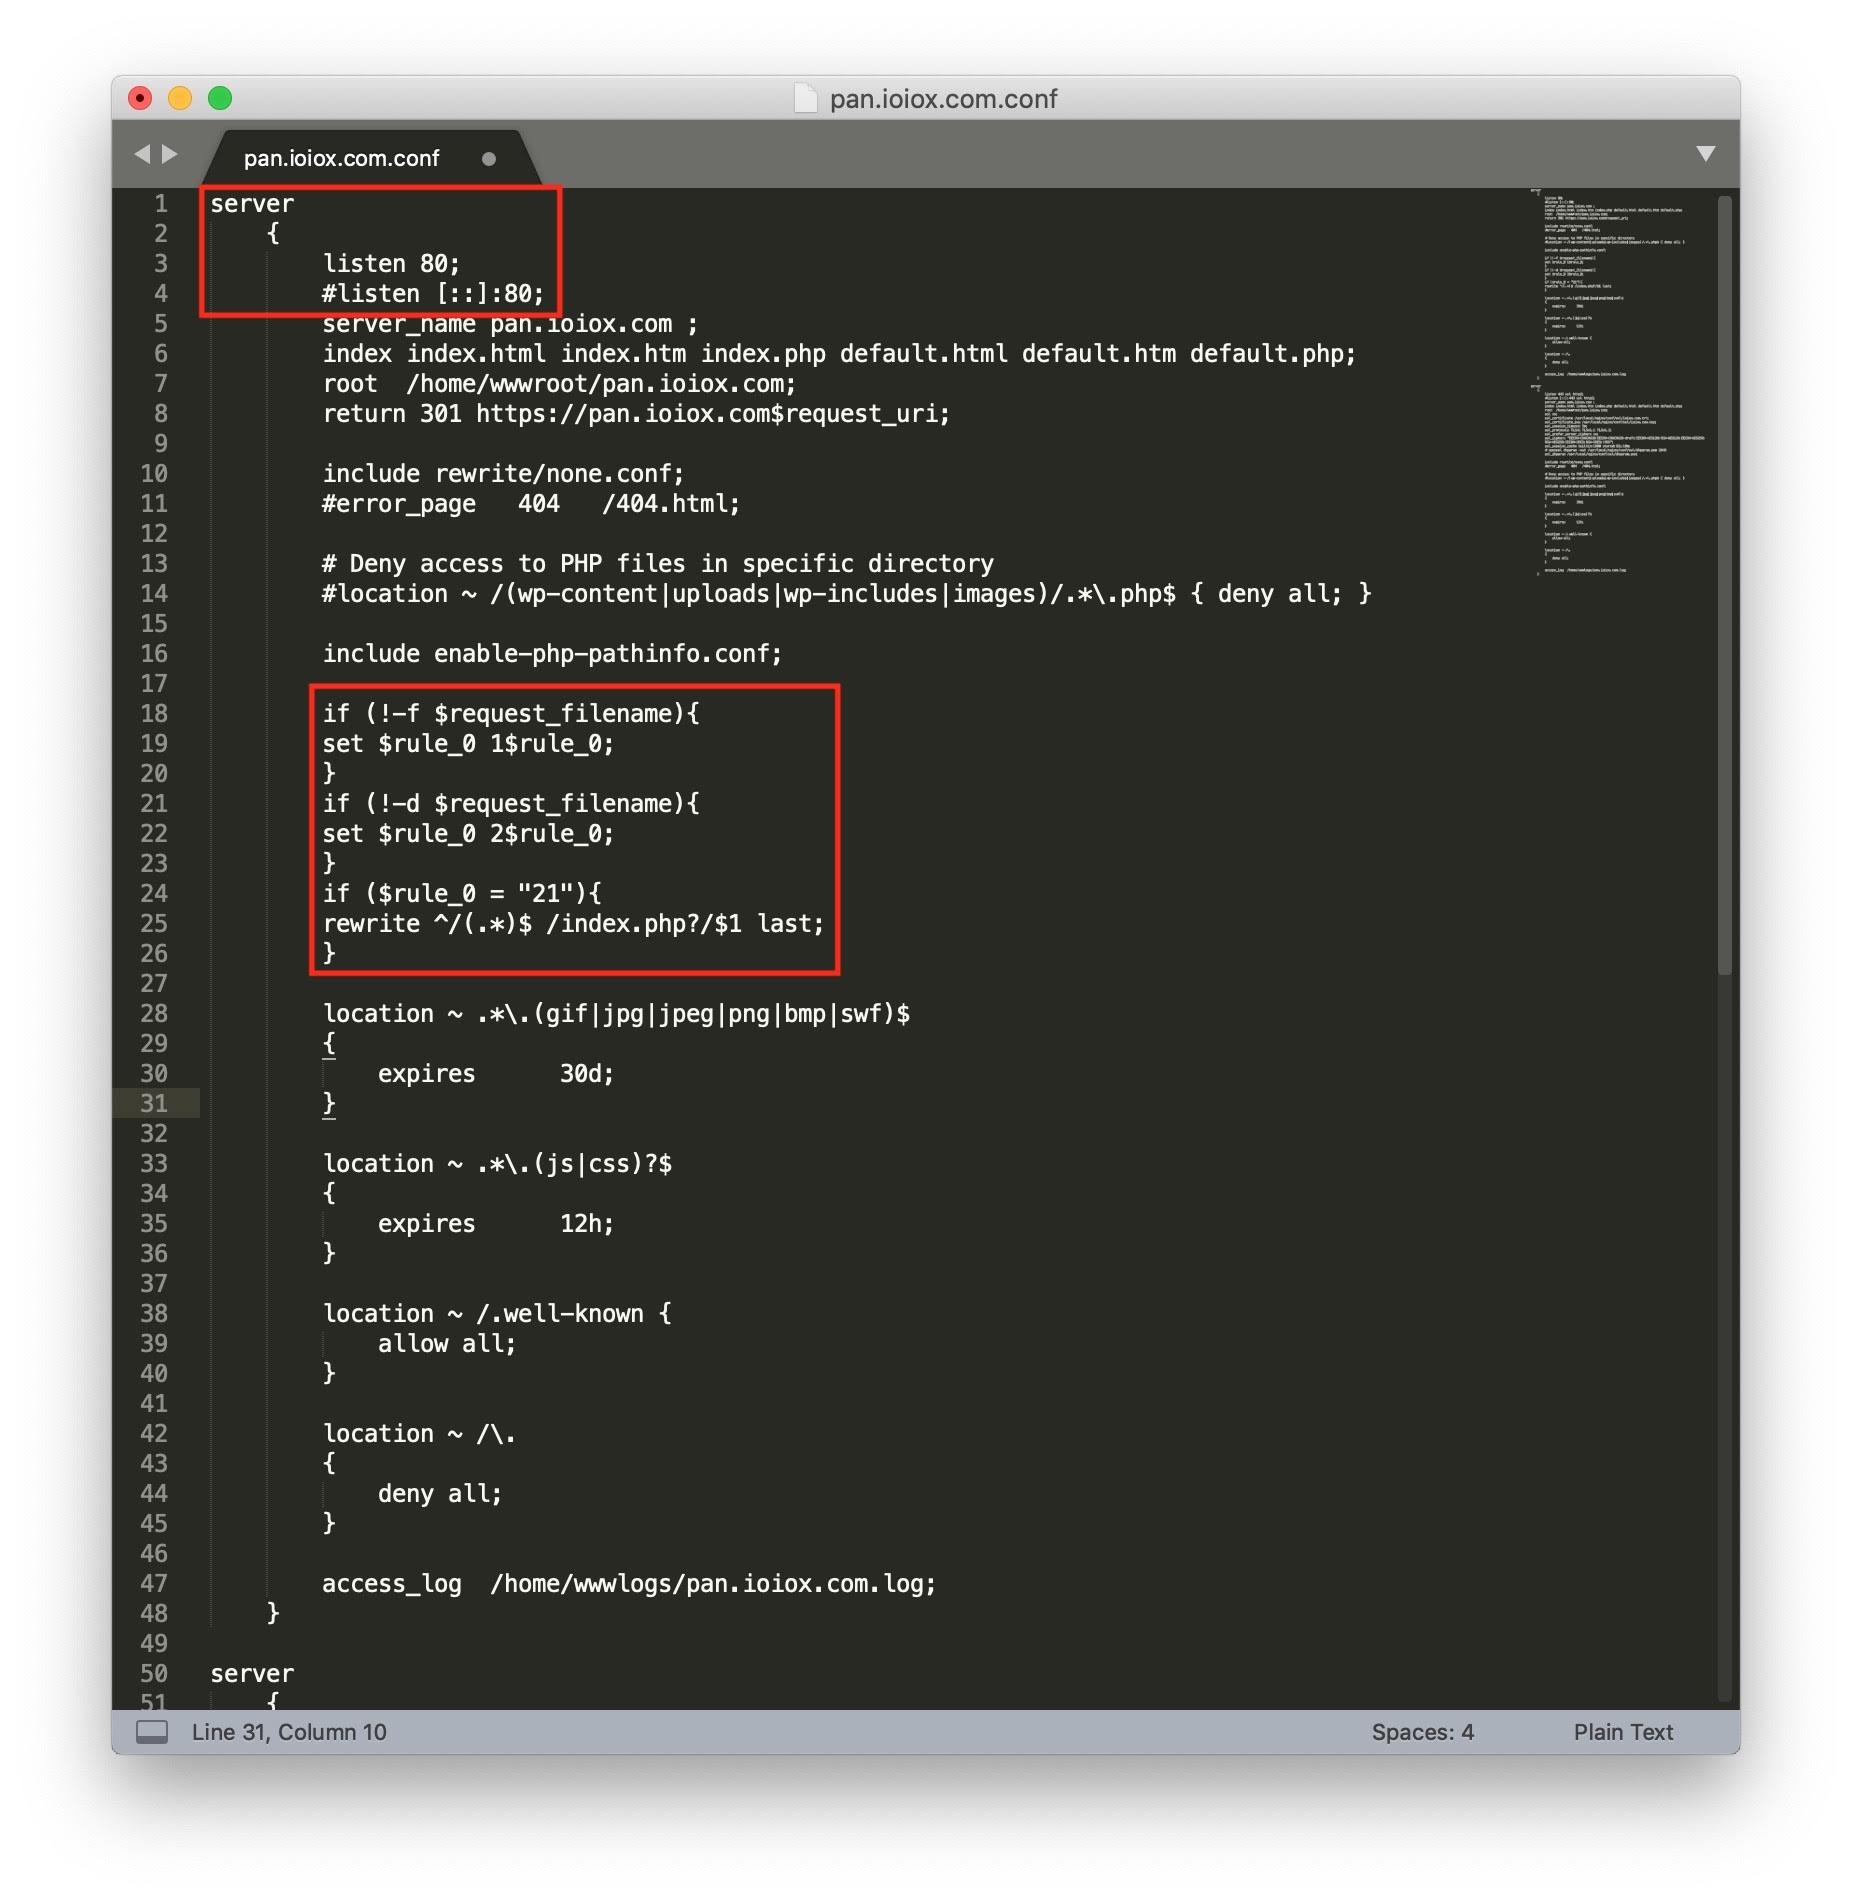 pan.ioiox.com.conf
pan.ioiox.com.conf
1 server
2     {
3         listen 80;
4         #listen [::]:80;
5         server_name pan.ioiox.com ;
6         index index.html index.htm index.php default.html default.htm default.php;
7         root  /home/wwwroot/pan.ioiox.com;
8         return 301 https://pan.ioiox.com$request_uri;
9
10         include rewrite/none.conf;
11         #error_page   404   /404.html;
12
13         # Deny access to PHP files in specific directory
14         #location ~ /(wp-content|uploads|wp-includes|images)/.*\.php$ { deny all; }
15
16         include enable-php-pathinfo.conf;
17
18         if (!-f $request_filename){
19         set $rule_0 1$rule_0;
20         }
21         if (!-d $request_filename){
22         set $rule_0 2$rule_0;
23         }
24         if ($rule_0 = "21"){
25         rewrite ^/(.*)$ /index.php?/$1 last;
26         }
27
28         location ~ .*\.(gif|jpg|jpeg|png|bmp|swf)$
29         {
30             expires      30d;
31         }
32
33         location ~ .*\.(js|css)?$
34         {
35             expires      12h;
36         }
37
38         location ~ /.well-known {
39             allow all;
40         }
41
42         location ~ /\.
43         {
44             deny all;
45         }
46
47         access_log  /home/wwwlogs/pan.ioiox.com.log;
48     }
49
50 server
51     {
Line 31, Column 10
Spaces: 4
Plain Text